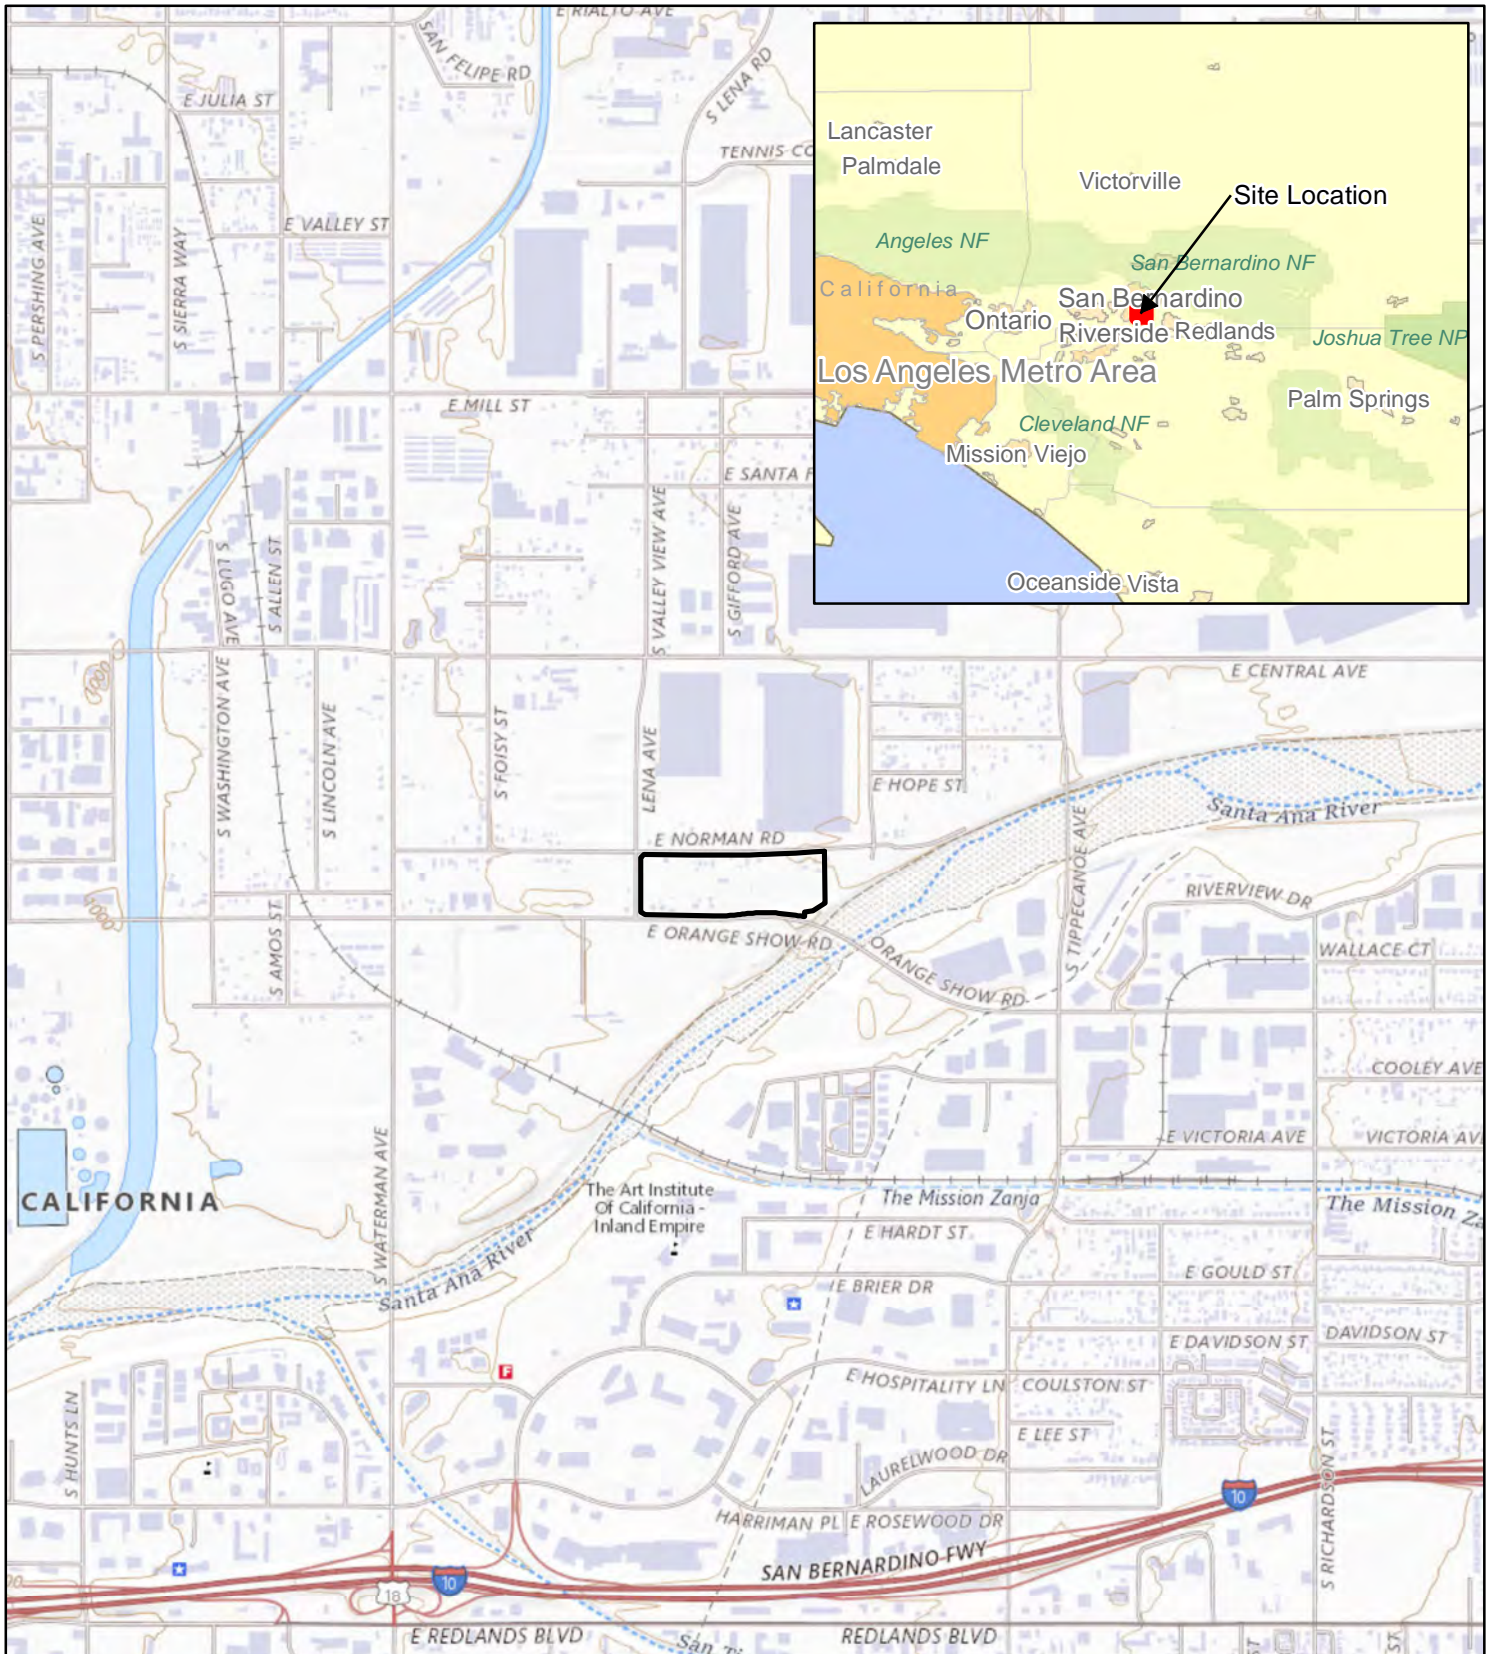 E RIALTO AVE
SAN FELIPE RD
S LENA RD
E JULIA ST
TENNIS CO
S PERSHING AVE
S SIERRA WAY
E VALLEY ST
E MILL ST
E SANTA F
S LUGO AVE
S ALLEN ST
S VALLEY VIEW AVE
S GIFFORD AVE
Lancaster
Palmdale
Victorville
Site Location
Angeles NF
San Bernardino NF
California
San Bernardino
Ontario
Riverside
Redlands
Joshua Tree NP
Los Angeles Metro Area
Palm Springs
Cleveland NF
Mission Viejo
Oceanside
Vista
1000
E CENTRAL AVE
S WASHINGTON AVE
S LINCOLN AVE
S FOISY ST
LENA AVE
E HOPE ST
Santa Ana River
E NORMAN RD
S TIPPECANOE AVE
RIVERVIEW DR
1000
S AMOS ST
E ORANGE SHOW RD
ORANGE SHOW RD
WALLACE CT
COOLEY AVE
E VICTORIA AVE
VICTORIA AV
S WATERMAN AVE
CALIFORNIA
The Art Institute
Of California -
Inland Empire
The Mission Zanja
The Mission Za
E HARDT ST
Santa Ana River
E GOULD ST
E BRIER DR
E DAVIDSON ST
DAVIDSON ST
F
E HOSPITALITY LN
COULSTON ST
S HUNTS LN
E LEE ST
LAURELWOOD DR
S RICHARDSON ST
10
HARRIMAN PL
E ROSEWOOD DR
SAN BERNARDINO FWY
10
18
E REDLANDS BLVD
REDLANDS BLVD
San Ti
ST
ST